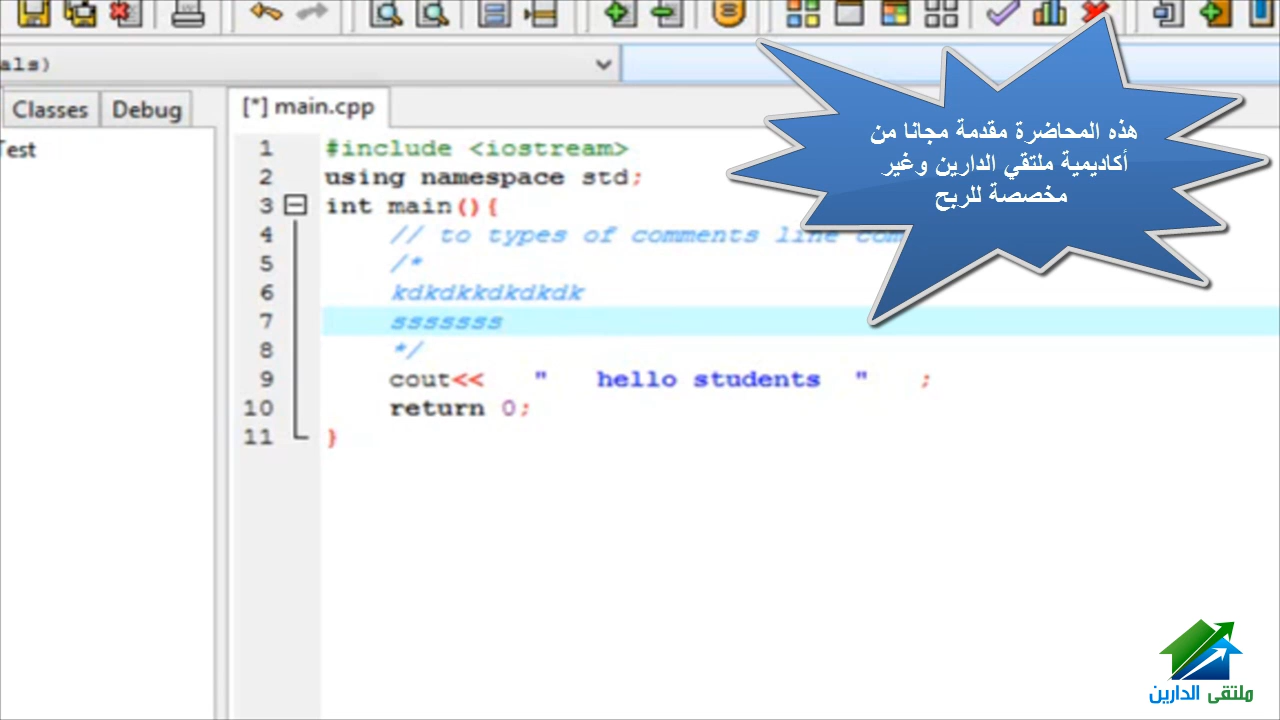 als)
Classes Debug
[*] main.cpp
Test
1 #include <iostream>
2 using namespace std;
3 int main(){
4 // to types of comments line
5 /*
6 kdkdkkdkdkdk
7 sssssss
8 */
9 cout<< " hello students " ;
10 return 0;
11 }
هذه المحاضرة مقدمة مجانا من
أكاديمية ملتقي الدارين وغير
مخصصة للربح
ملتقى الدارين